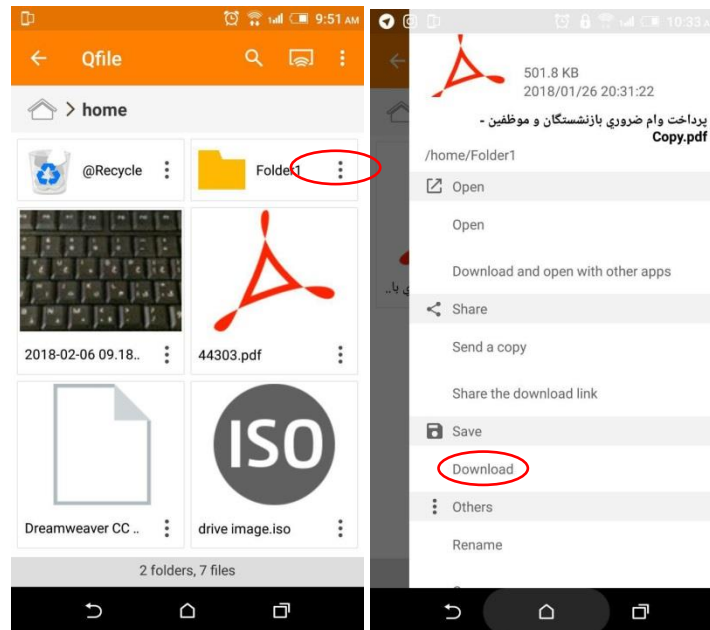 9:51 AM
Qfile
> home
@Recycle
Folder1
2018-02-06 09.18..
44303.pdf
ISO
Dreamweaver CC ..
drive image.iso
2 folders, 7 files
10:33
501.8 KB
2018/01/26 20:31:22
پرداخت وام ضروري بازنشستگان و موظفين -
Copy.pdf
/home/Folder1
Open
Open
Download and open with other apps
Share
Send a copy
Share the download link
Save
Download
Others
Rename